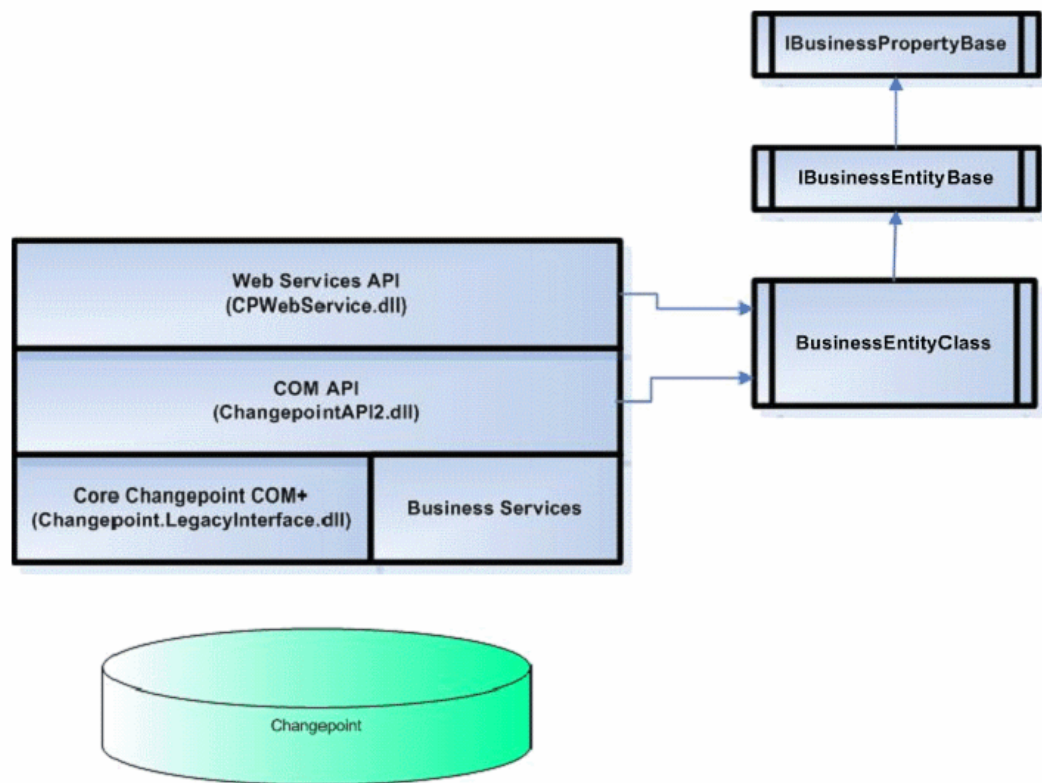 IBusinessPropertyBase
IBusinessEntityBase
Web Services API
(CPWebService.dll)
BusinessEntityClass
COM API
(ChangepointAPI2.dll)
Core Changepoint COM+
(Changepoint.LegacyInterface.dll)
Business Services
Changepoint